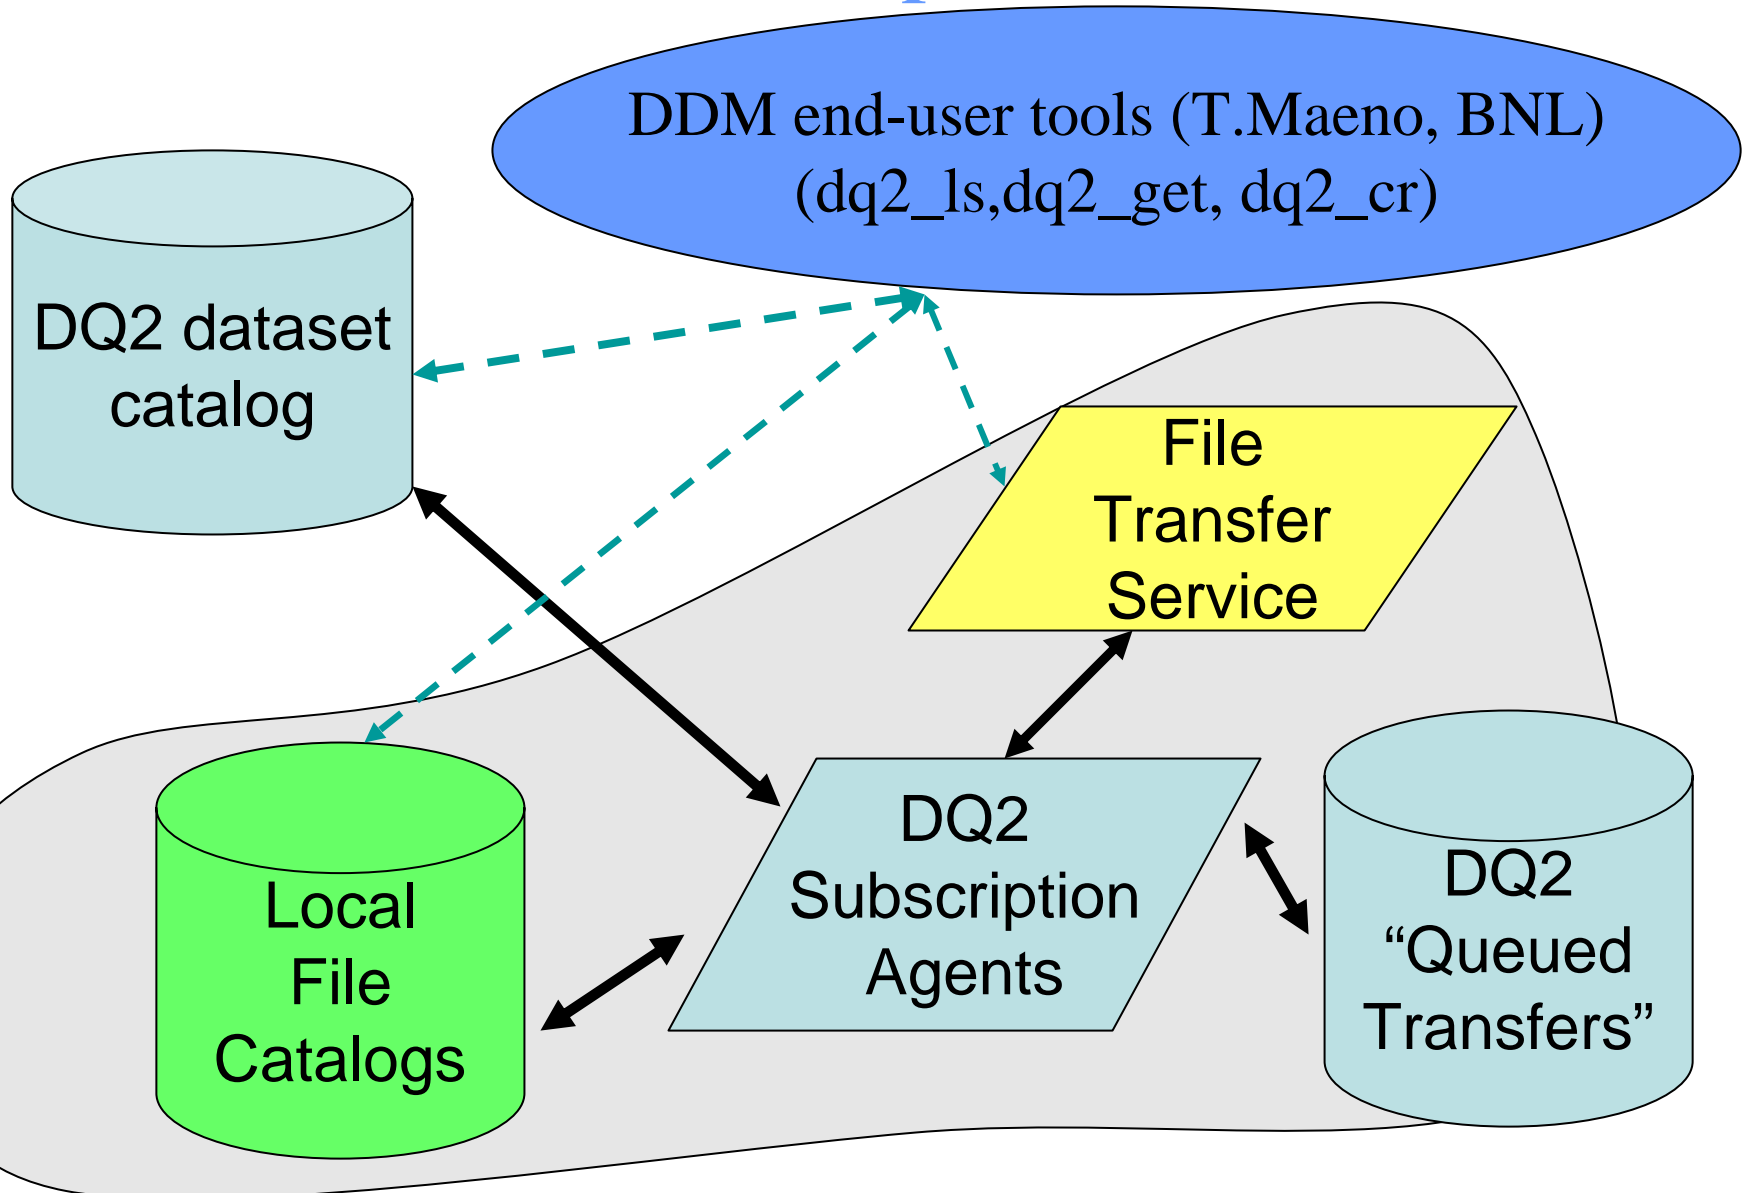 DDM end-user tools (T.Maeno, BNL)
(dq2_ls,dq2_get, dq2_cr)
DQ2 dataset
catalog
File
Transfer
Service
DQ2
Subscription
Agents
DQ2
“Queued
Transfers”
Local
File
Catalogs